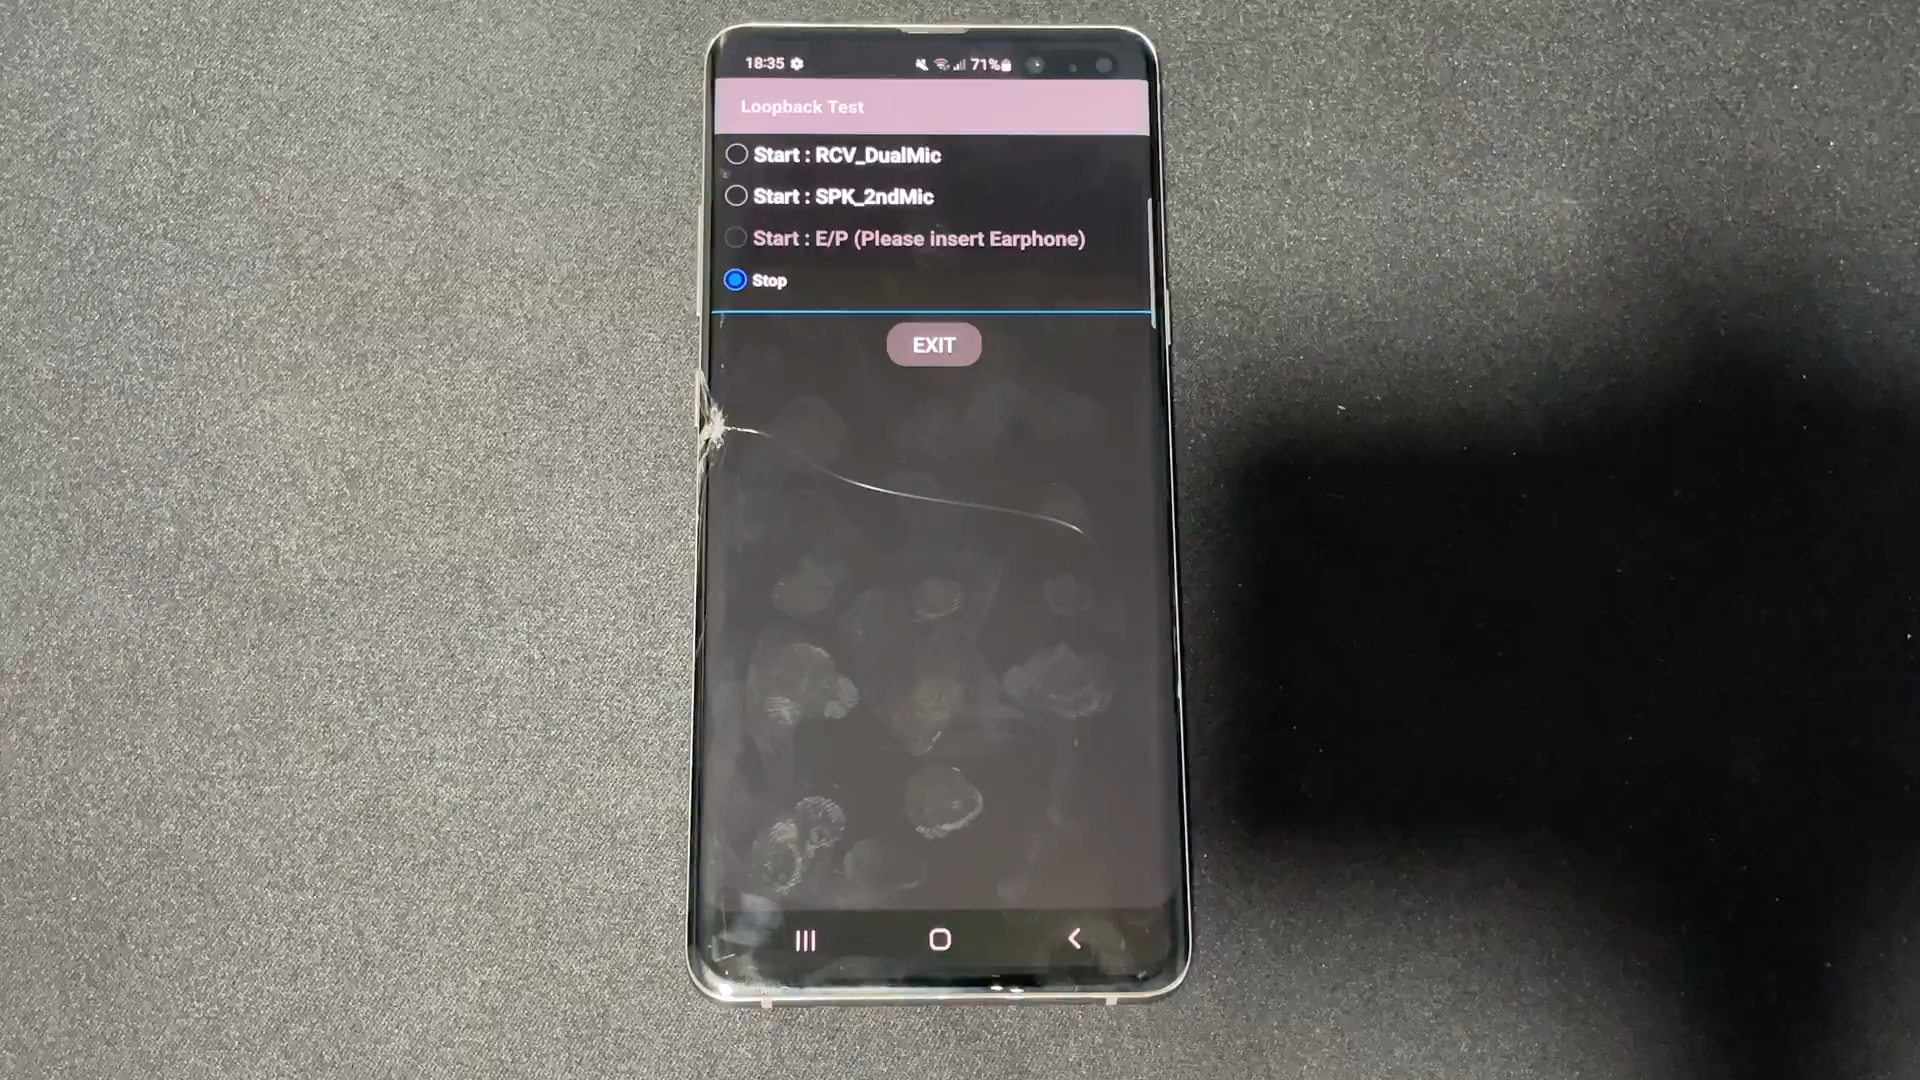 18:35 71%
Loopback Test
Start : RCV_DualMic
Start : SPK_2ndMic
Start : E/P (Please insert Earphone)
Stop
EXIT